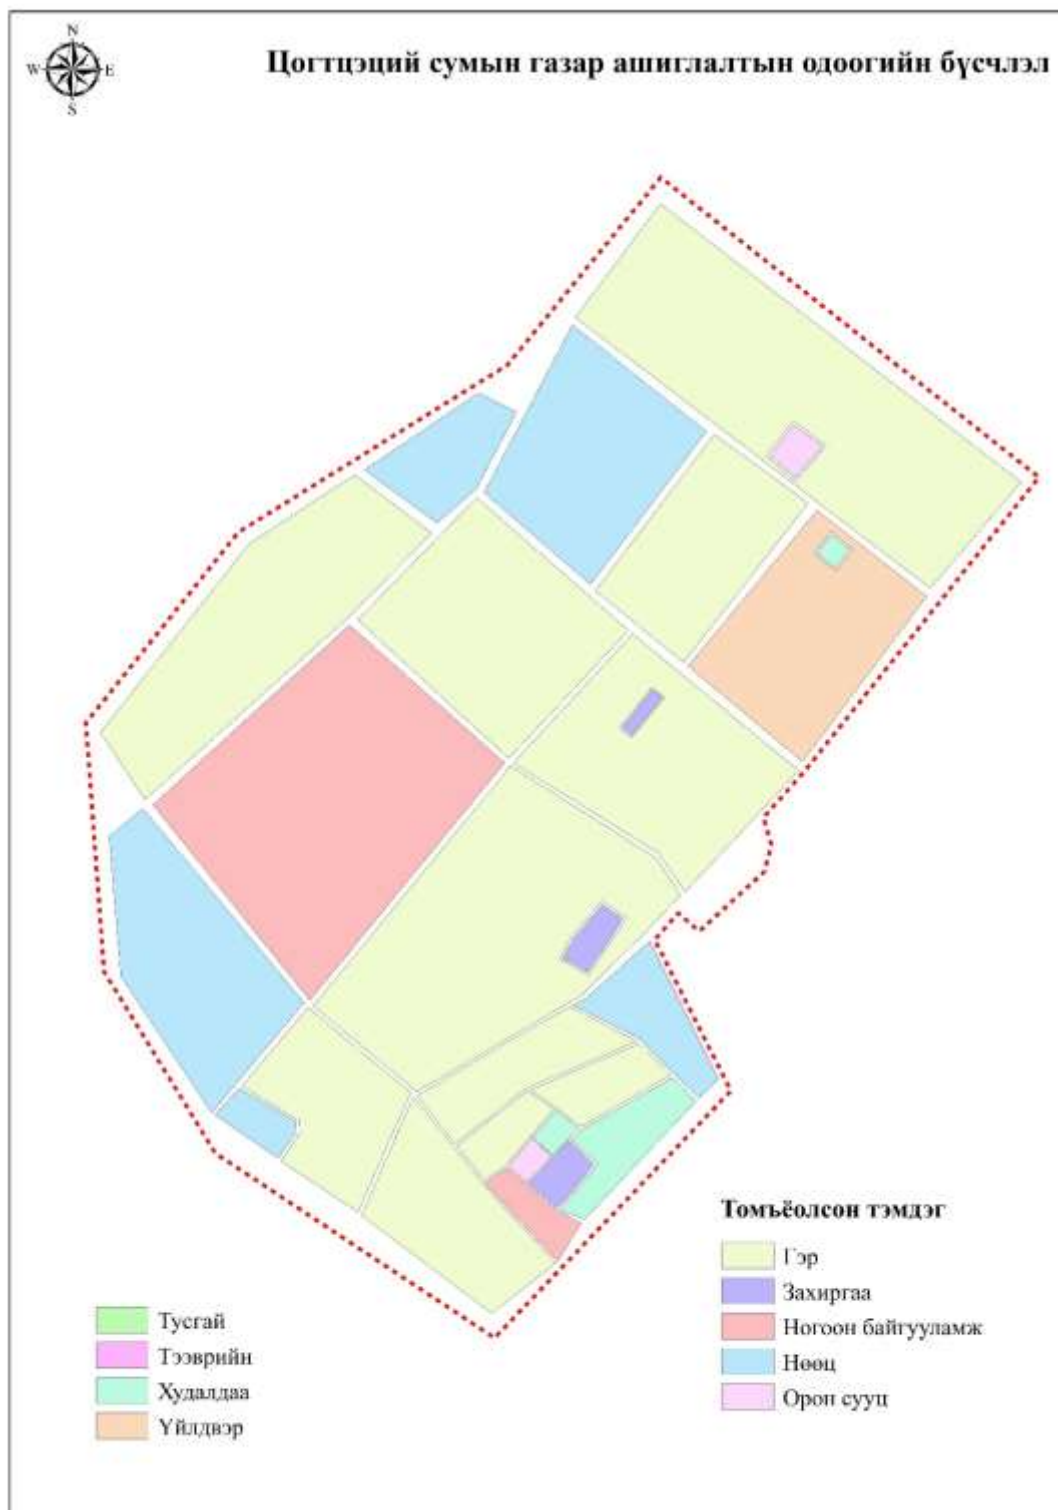 N
W E
S
Цогтцэций сумын газар ашиглалтын одоогийн бүсчлэл
Томъёолсон тэмдэг
Гэр
Захиргаа
Ногоон байгууламж
Нөөц
Орон сууц
Тусгай
Тээврийн
Худалдаа
Үйлдвэр